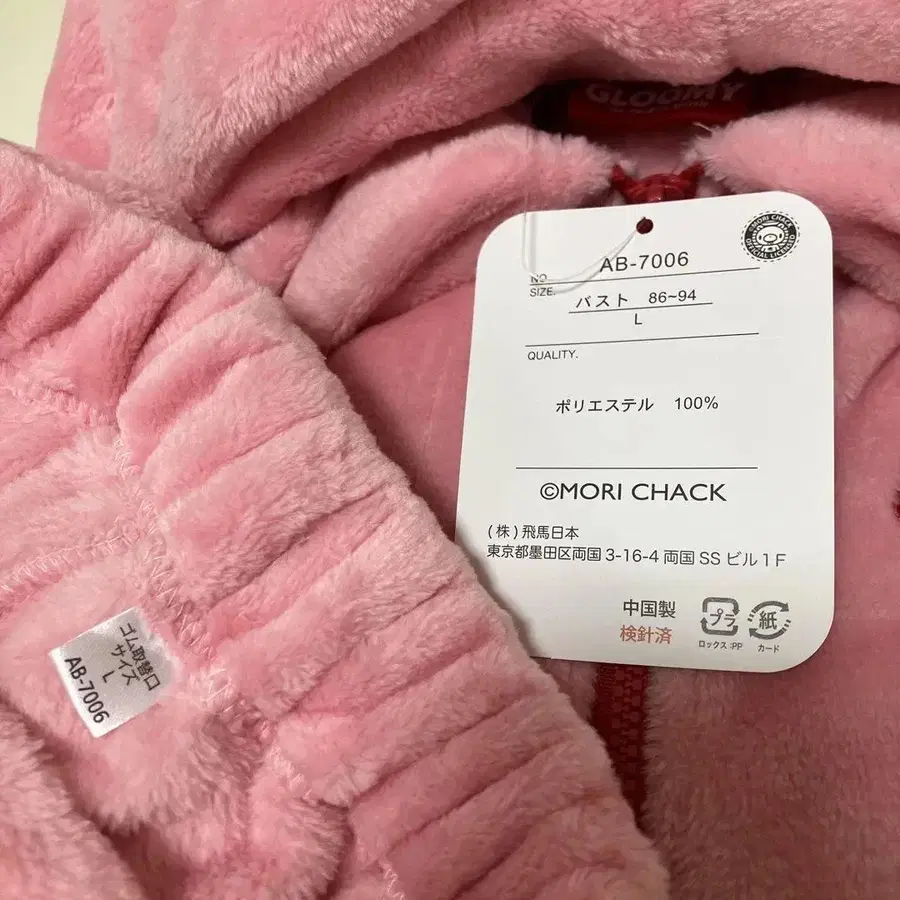 GLOOMY
©MORI CHACK
OFFICIAL LICENSED
NO. AB-7006
SIZE. バスト 86~94
L
QUALITY.
ポリエステル 100%
©MORI CHACK
(株)飛馬日本
東京都墨田区両国3-16-4両国SSビル1F
中国製
検針済
プラ
ロックス:PP
紙
カード
ゴム取替口
サイズ
L
AB-7006